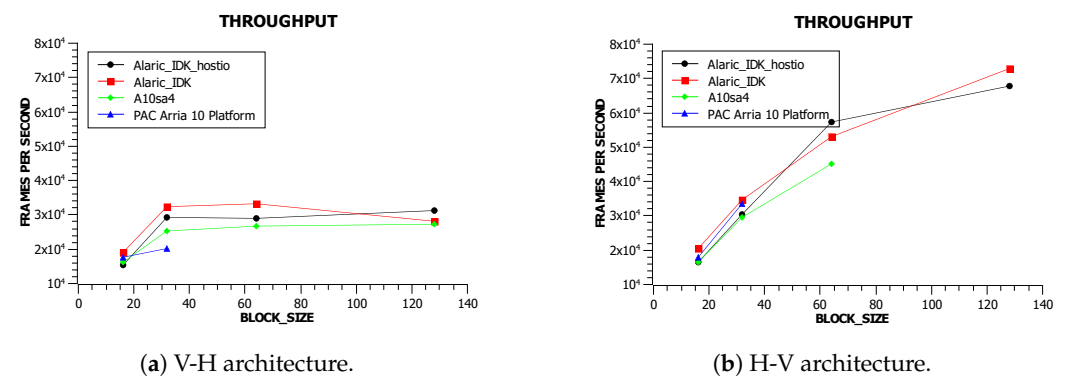 THROUGHPUT
8x10⁴
7x10⁴
6x10⁴
5x10⁴
4x10⁴
3x10⁴
2x10⁴
10⁴
FRAMES PER SECOND
Alaric_IDK_hostio
Alaric_IDK
A10sa4
PAC Arria 10 Platform
0 20 40 60 80 100 120 140
BLOCK_SIZE
(a) V-H architecture.
THROUGHPUT
8x10⁴
7x10⁴
6x10⁴
5x10⁴
4x10⁴
3x10⁴
2x10⁴
10⁴
FRAMES PER SECOND
Alaric_IDK_hostio
Alaric_IDK
A10sa4
PAC Arria 10 Platform
0 20 40 60 80 100 120 140
BLOCK_SIZE
(b) H-V architecture.